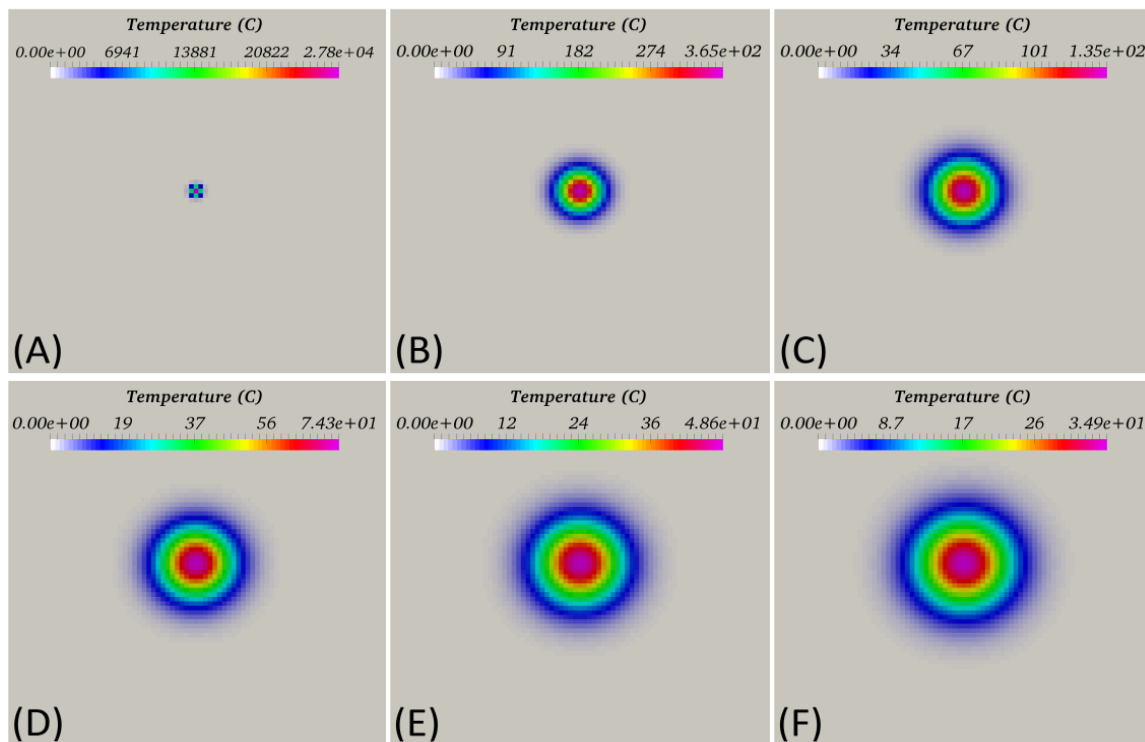 Temperature (C)
0.00e+00 6941 13881 20822 2.78e+04
(A)
Temperature (C)
0.00e+00 91 182 274 3.65e+02
(B)
Temperature (C)
0.00e+00 34 67 101 1.35e+02
(C)
Temperature (C)
0.00e+00 19 37 56 7.43e+01
(D)
Temperature (C)
0.00e+00 12 24 36 4.86e+01
(E)
Temperature (C)
0.00e+00 8.7 17 26 3.49e+01
(F)